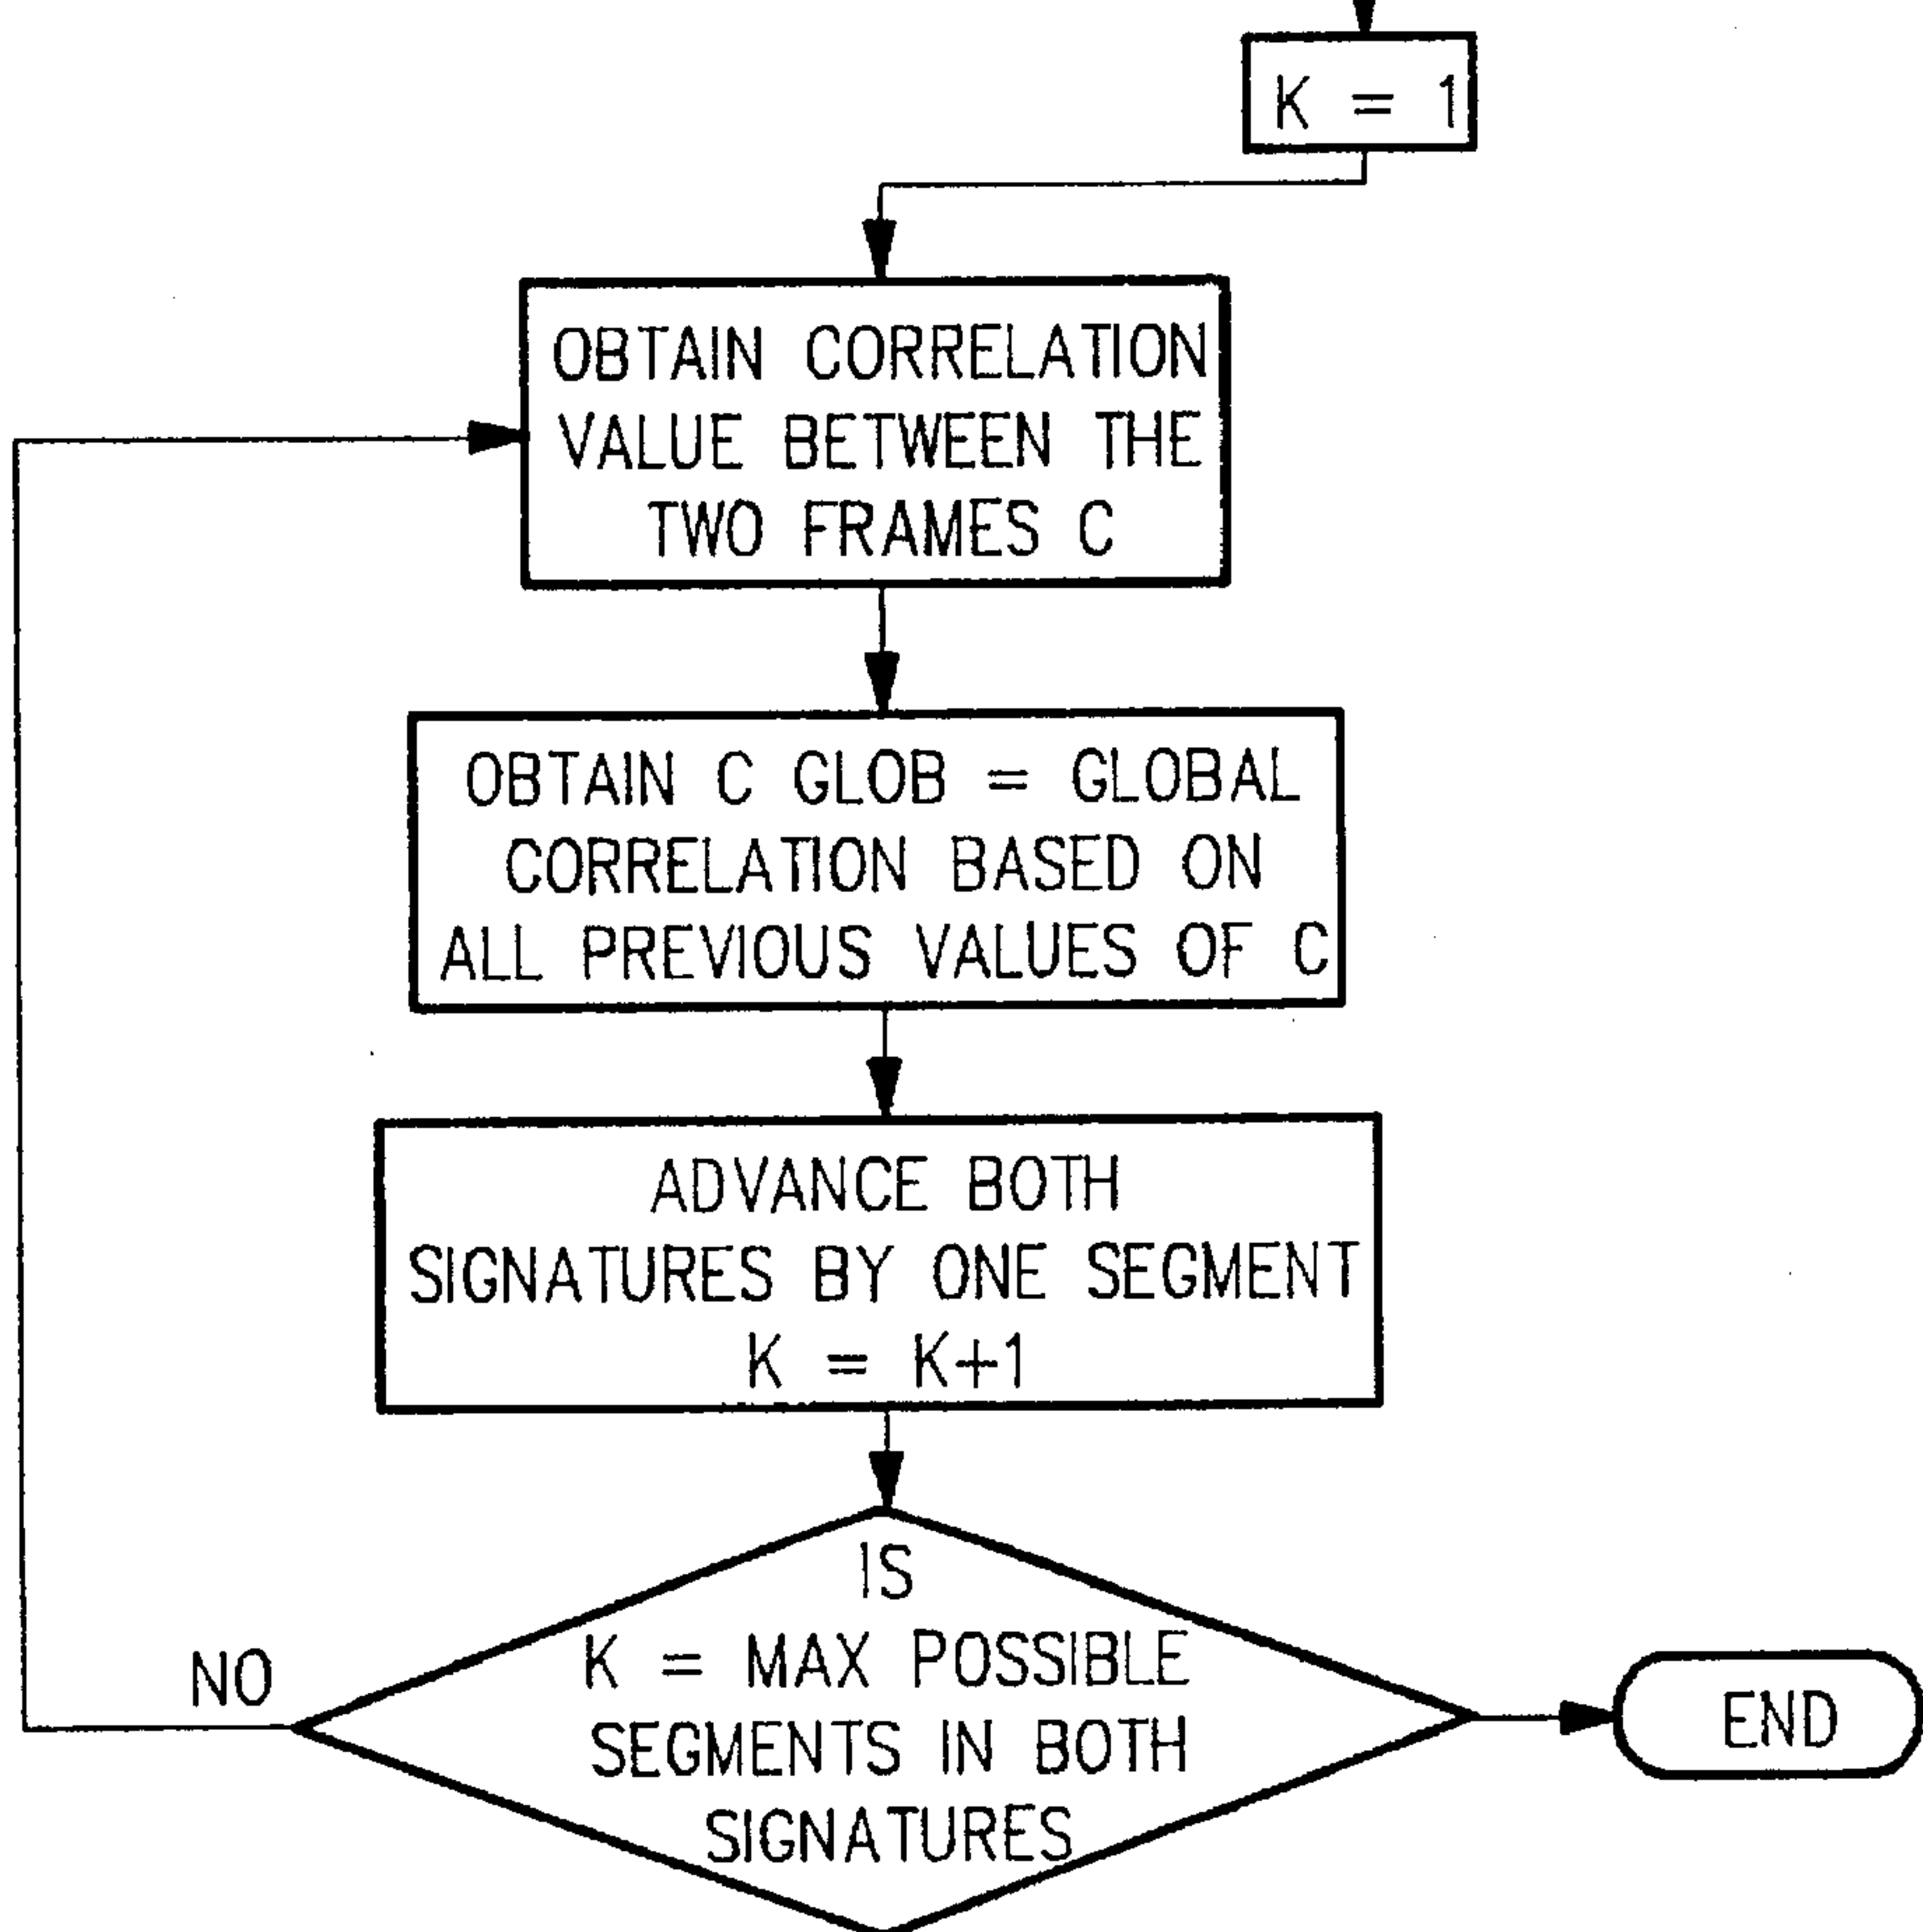 K = 1
OBTAIN CORRELATION
VALUE BETWEEN THE
TWO FRAMES C
OBTAIN C GLOB = GLOBAL
CORRELATION BASED ON
ALL PREVIOUS VALUES OF C
ADVANCE BOTH
SIGNATURES BY ONE SEGMENT
K = K+1
IS
K = MAX POSSIBLE
SEGMENTS IN BOTH
SIGNATURES
NO
END